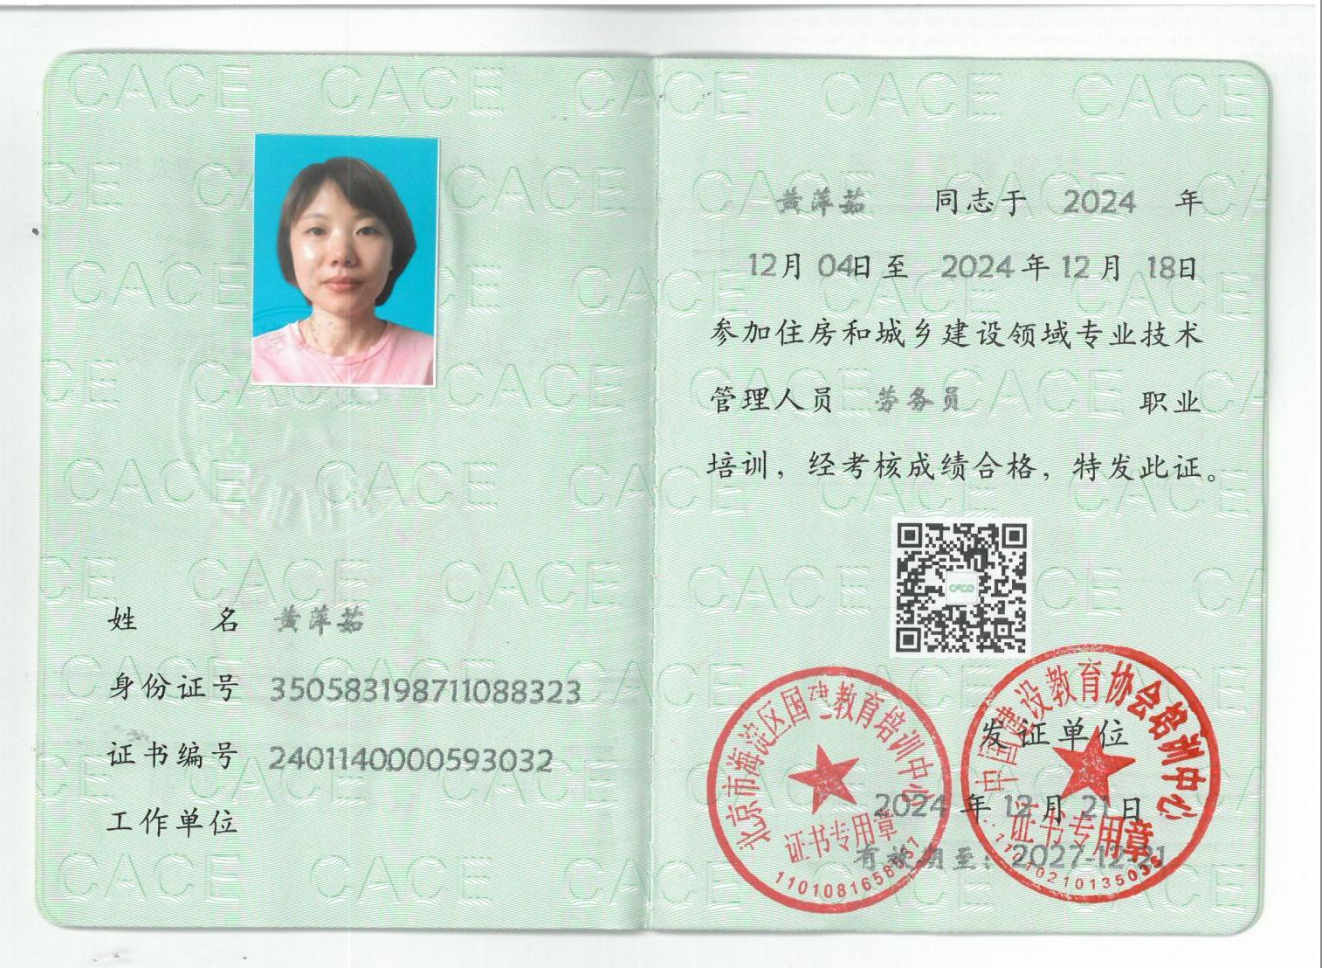 姓 名 黄萍茹
身份证号 350583198711088323
证书编号 2401140000593032
工作单位
黄萍茹 同志于 2024 年
12月 04日至 2024年12月 18日
参加住房和城乡建设领域专业技术
管理人员 劳务员 职业
培训，经考核成绩合格，特发此证。
发证单位
2024 年 12月 21日
有效期至：2027-12-21
北京市海淀区国建教育培训中心
证书专用章
中国建设教育协会培训中心
证书专用章
CACE